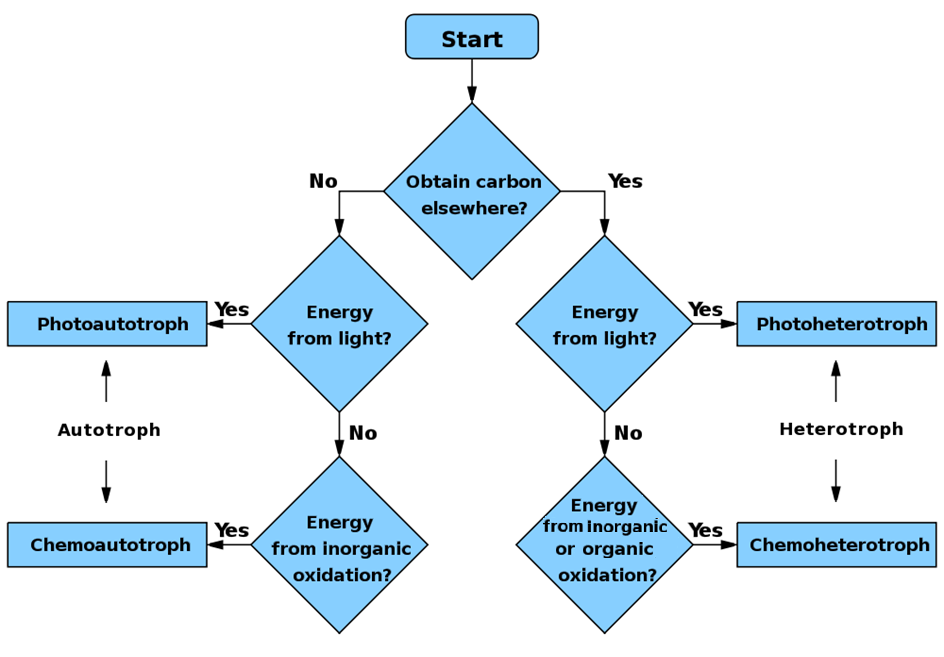 Start
Obtain carbon
elsewhere?
No
Yes
Energy
from light?
Yes
Photoautotroph
No
Autotroph
Energy
from inorganic
oxidation?
Yes
Chemoautotroph
Energy
from light?
Yes
Photoheterotroph
No
Heterotroph
Energy
from inorganic
or organic
oxidation?
Yes
Chemoheterotroph